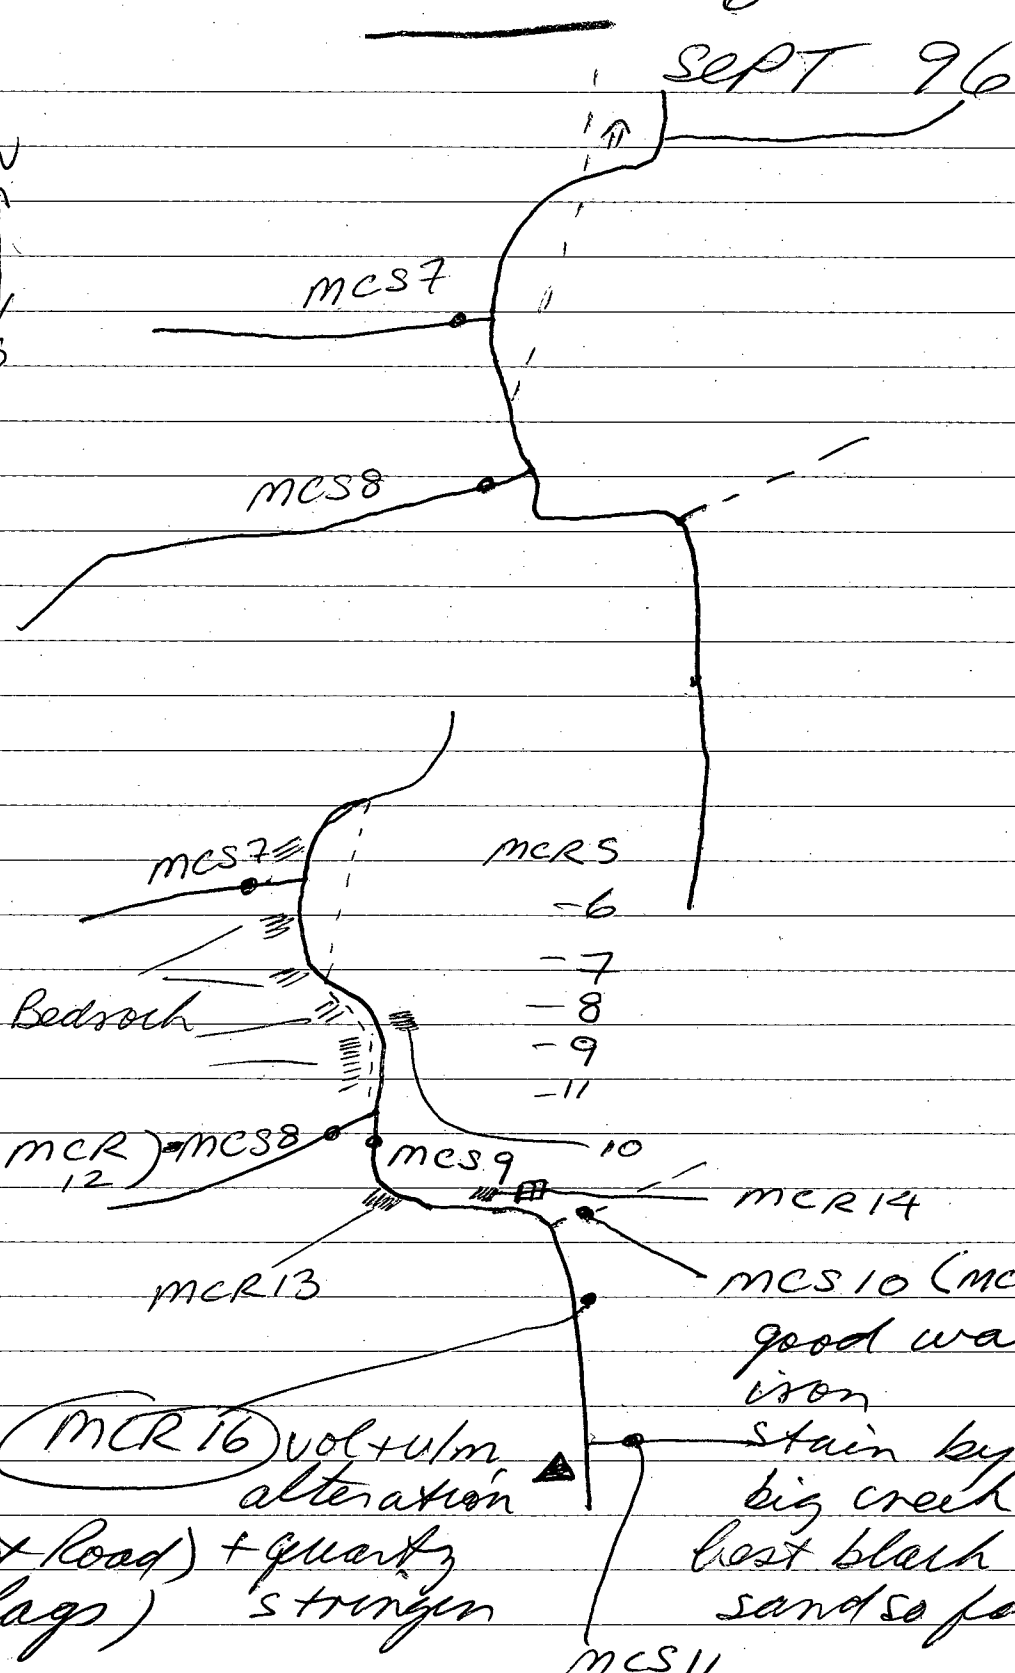 SEPT 96
MCS7
MCS8
MCS7
MCR5
-6
-7
-8
Bedrock
-9
-11
MCR 12) MCS8
10
MCS9
MCR14
MCR13
MCS10 (MC
good wa
iron
MCR16 vol + u/m
stain by
alteration
big creek
Road) + quartz
best black
stringen
sand so fa
MCS11